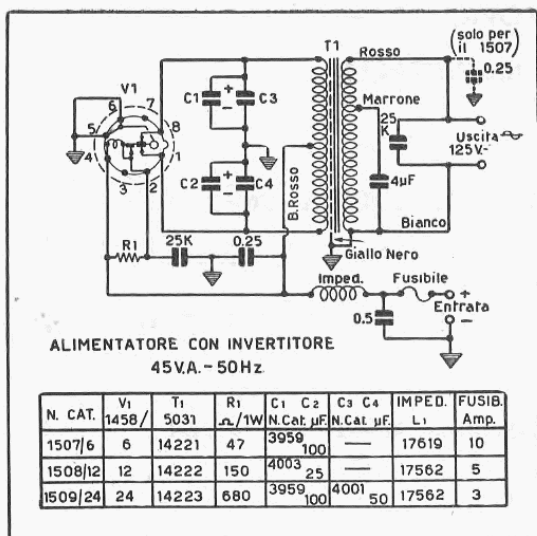 T1
Rosso
(solo per
il 1507)
0.25
V1
6
7
5
8
4
1
3
2
C1
+
-
C3
C2
+
-
C4
B. Rosso
Marrone
25
K
4µF
Uscita
125V.~
Bianco
Giallo Nero
R1
25K
0.25
Imped.
Fusibile
+
Entrata
-
0.5
ALIMENTATORE CON INVERTITORE
45V.A.-50Hz.
N. CAT. V1 1458/ T1 5031 R1 Ω/1W C1 C2 N.Cat. µF. C3 C4 N.Cat. µF. IMPED. L1 FUSIB. Amp.
1507/6 6 14221 47 3959 100 — 17619 10
1508/12 12 14222 150 4003 25 — 17562 5
1509/24 24 14223 680 3959 100 4001 50 17562 3